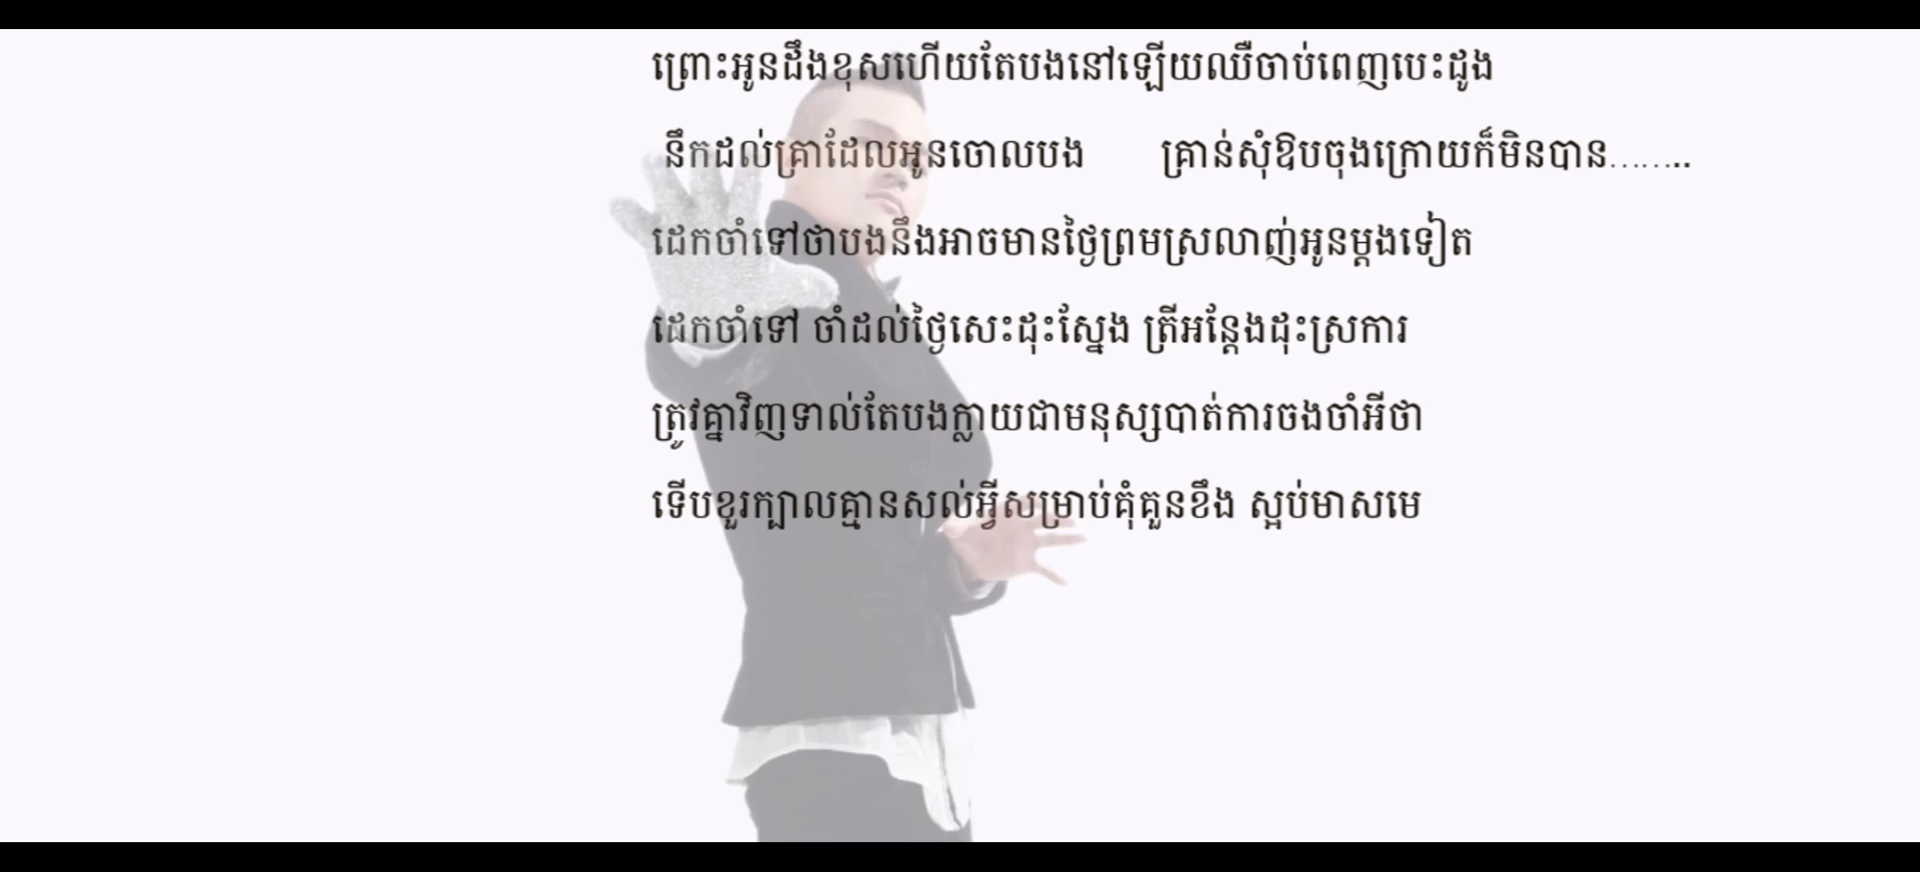 ព្រោះអូនដឹងខុសហើយតែបងនៅឡើយឈឺចាប់ពេញបេះដូង
នឹកដល់គ្រាដែលអូនចោលបង គ្រាន់សុំឱបចុងក្រោយក៏មិនបាន……..
ដេកចាំទៅថាបងនឹងអាចមានថ្ងៃព្រមស្រលាញ់អូនម្តងទៀត
ដេកចាំទៅ ចាំដល់ថ្ងៃសេះដុះស្នែង ត្រីអន្តែងដុះស្រការ
ត្រូវគ្នាវិញទាល់តែបងក្លាយជាមនុស្សបាត់ការចងចាំអីថា
ទើបខួរក្បាលគ្មានសល់អ្វីសម្រាប់គុំគួនខឹង ស្អប់មាសមេ